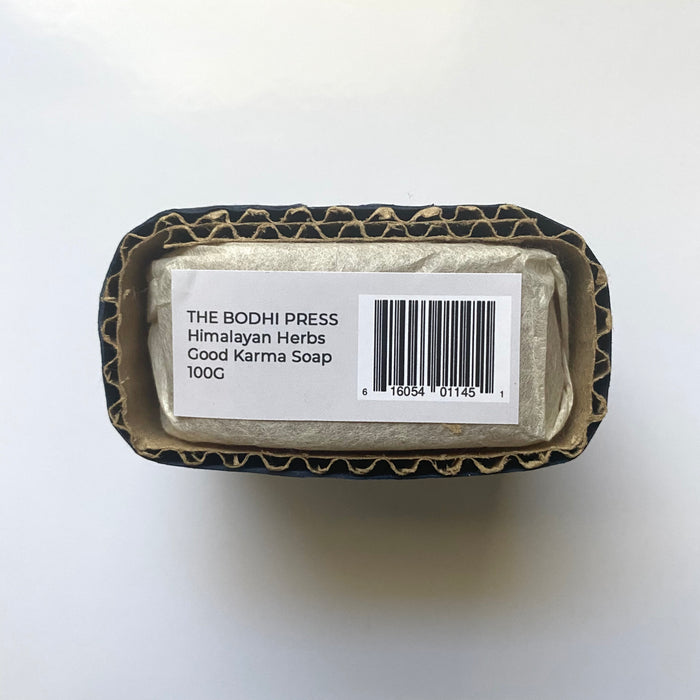 THE BODHI PRESS
Himalayan Herbs
Good Karma Soap
100G
6 16054 01145 1